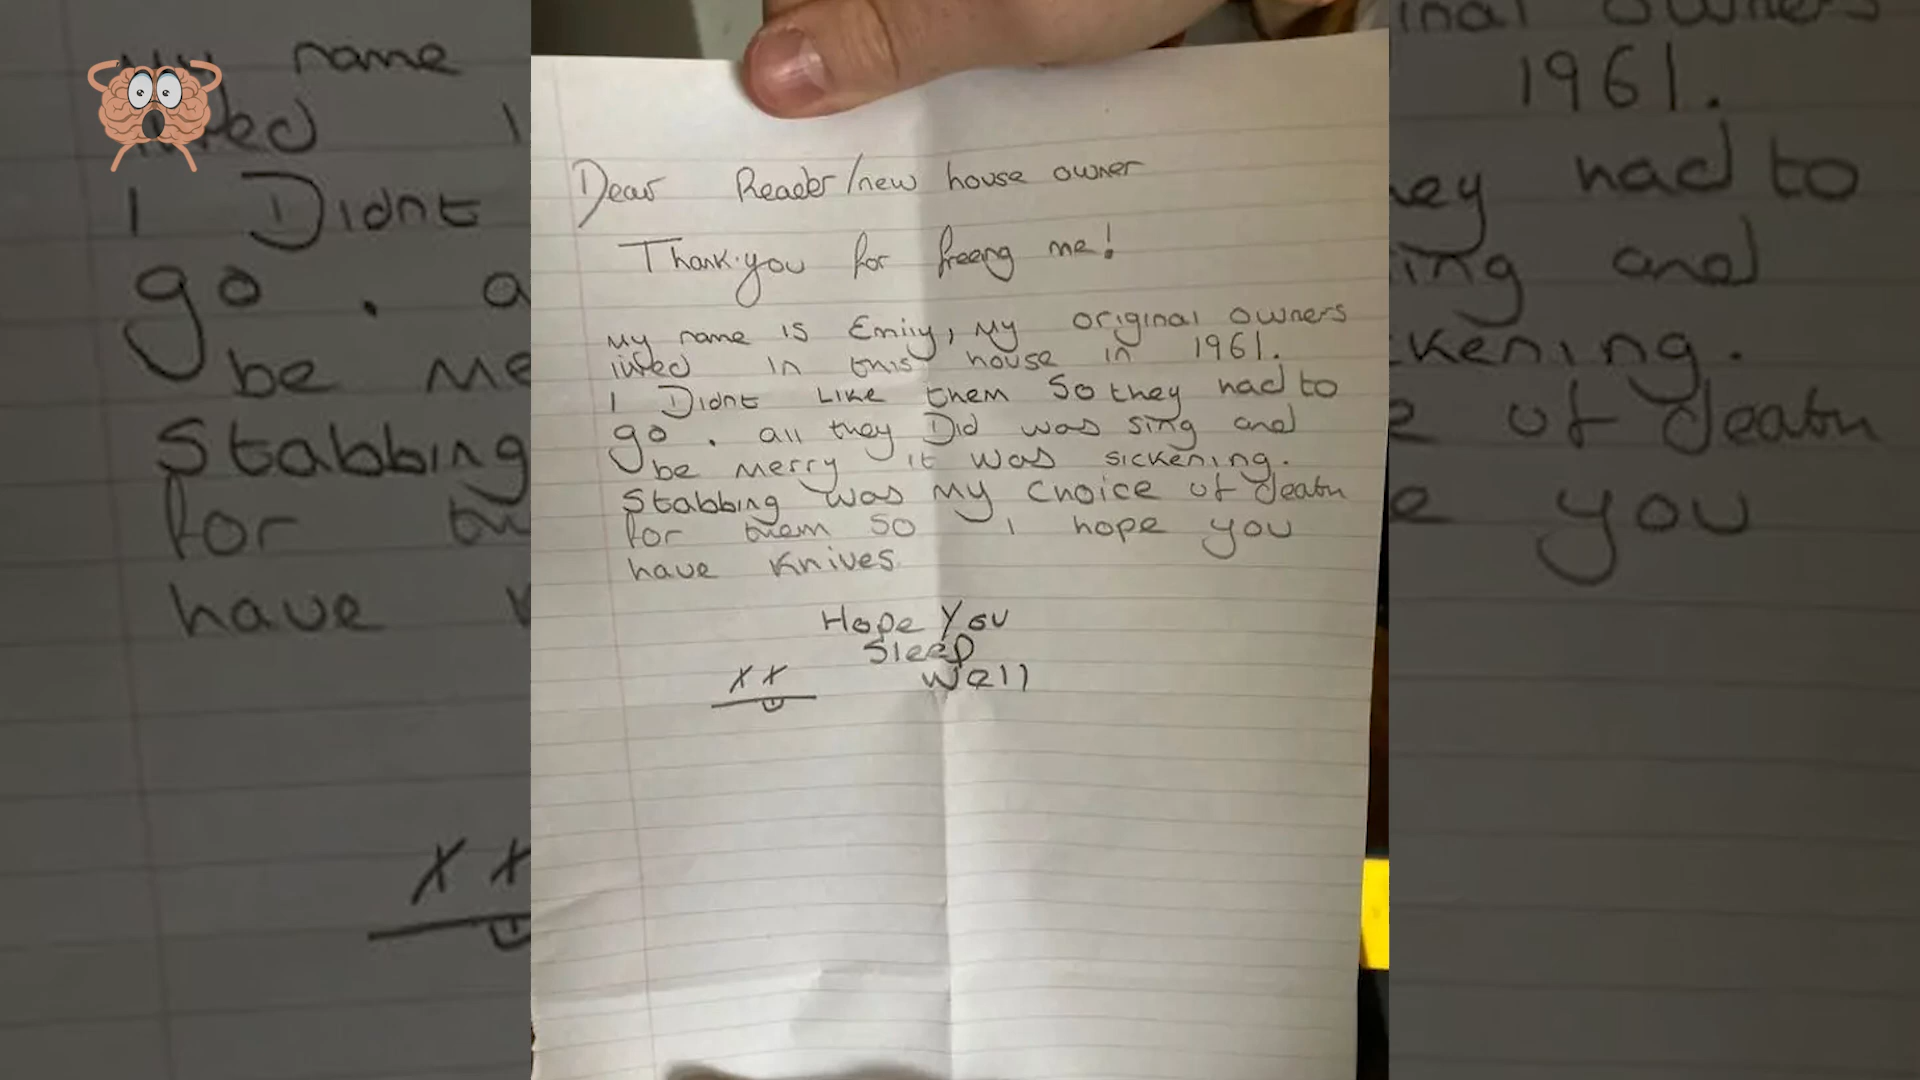 Dear Reader/new house owner
Thank you for freeing me!
My name is Emily, My original owners
lived in this house in 1961.
I Didnt Like them So they had to
go . all they Did was sing and
be merry it was sickening.
Stabbing was My choice of death
for them so I hope you
have knives.
Hope You
Sleep
Well
xx